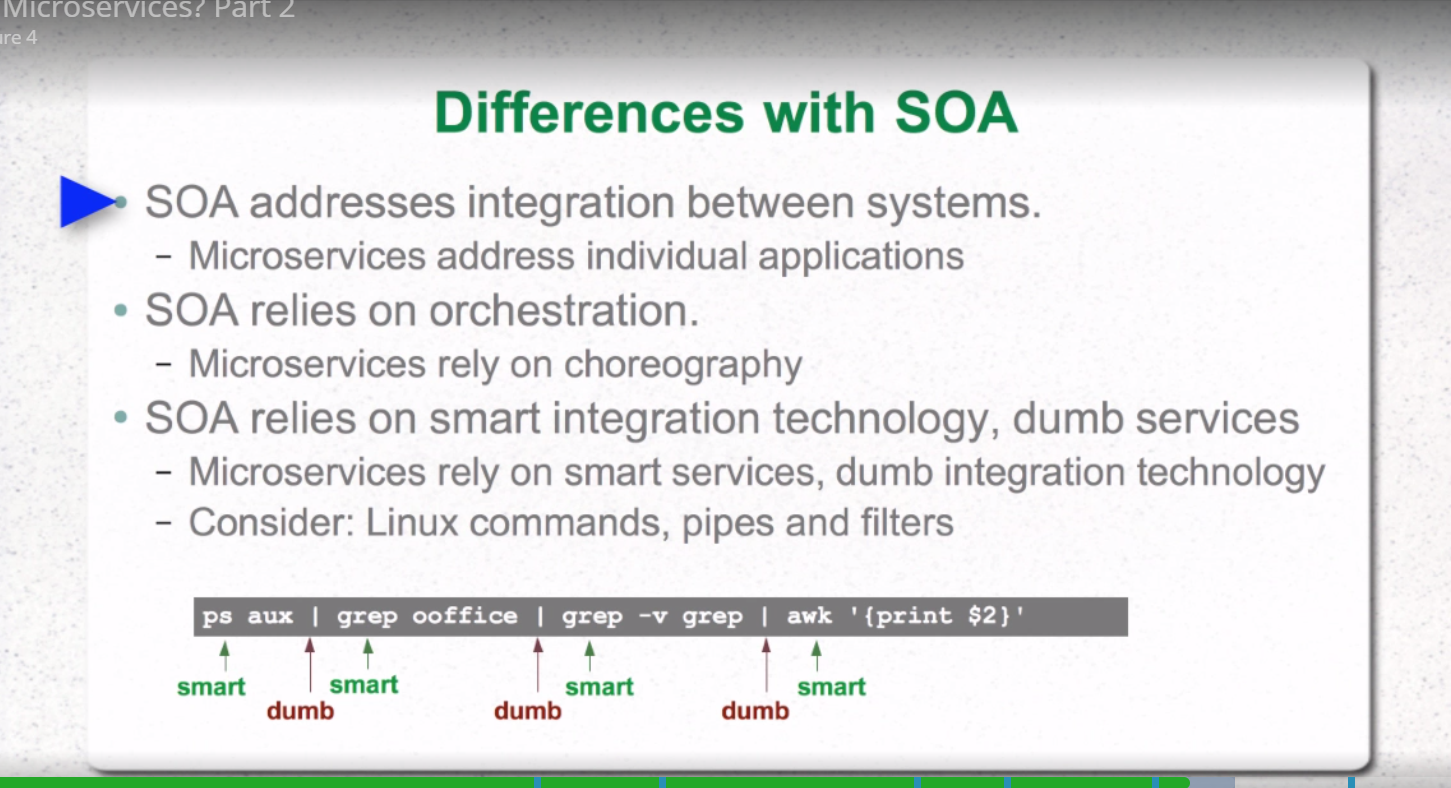 Microservices? Part 2
ure 4
Differences with SOA
• SOA addresses integration between systems.
– Microservices address individual applications
• SOA relies on orchestration.
– Microservices rely on choreography
• SOA relies on smart integration technology, dumb services
– Microservices rely on smart services, dumb integration technology
– Consider: Linux commands, pipes and filters
ps aux | grep ooffice | grep -v grep | awk '{print $2}'
smart dumb smart dumb smart dumb smart